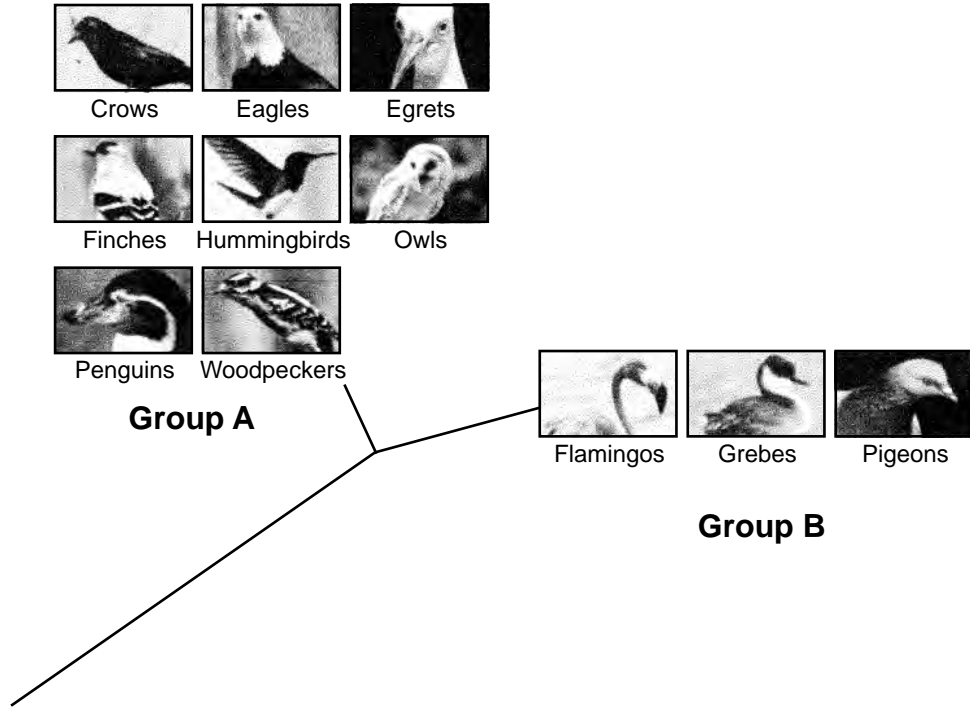 Crows Eagles Egrets
Finches Hummingbirds Owls
Penguins Woodpeckers
Group A
Flamingos Grebes Pigeons
Group B